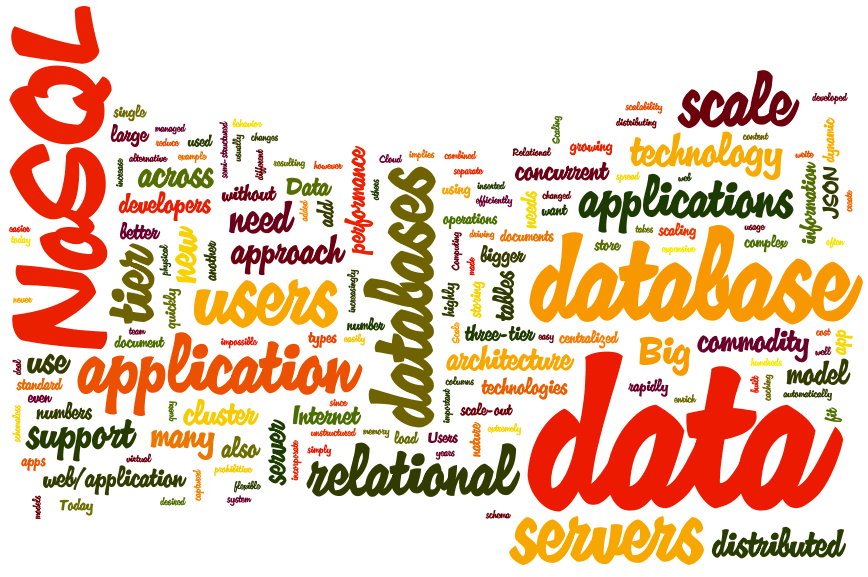 NoSQL
single
large
managed
behavior
reduce
used
semi-structured
usually
changes
alternative
example
increase
across
different
resulting
however
developers
without
Data
added
add
others
performance
Cloud
implies
combined
separate
easier
today
better
need
approach
physical
new
another
tier
users
quickly
never
team
document
impossible
types
number
easily
increasingly
databases
using
inserted
efficiently
operations
driving
documents
Computing
made
bigger
highly
storing
tables
Relational
concurrent
growing
Scaling
scalability
distributing
scale
developed
content
technology
write
dynamic
spread
web
needs
changed
want
applications
information
JSON
create
takes
scaling
usage
store
expensive
complex
often
database
Scale
three-tier
easy
centralized
architecture
Big
commodity
cost
well
app
hundreds
model
built
caching
automatically
columns
technologies
rapidly
enrich
important
scale-out
fit
deal
use
standard
even
application
schemaless
numbers
query
cluster
Internet
since
unstructured
memory
load
Users
years
nature
extremely
support
many
also
server
simply
incorporate
apps
virtual
web/application
captured
prohibitive
flexible
system
models
Today
desired
relational
data
schema
servers
distributed